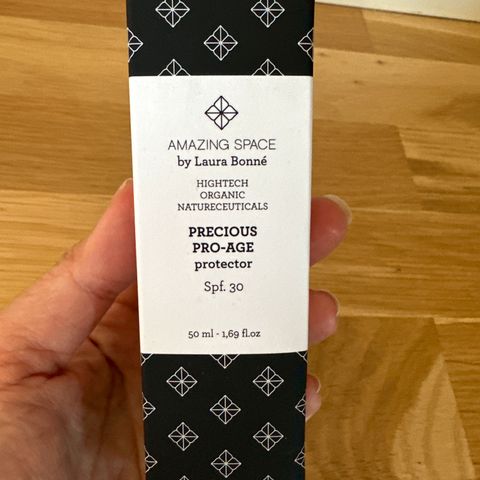 AMAZING SPACE
by Laura Bonné
HIGHTECH
ORGANIC
NATURECEUTICALS
PRECIOUS
PRO-AGE
protector
Spf. 30
50 ml - 1,69 fl.oz